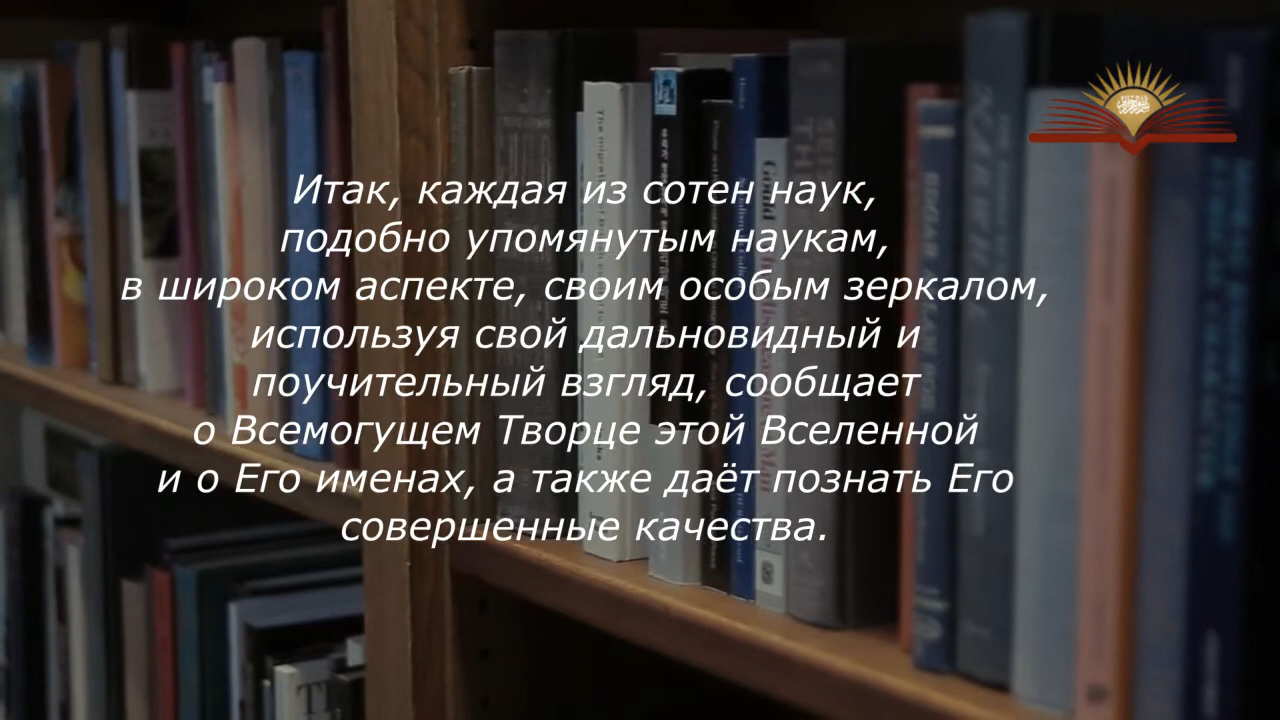 Итак, каждая из сотен наук,
подобно упомянутым наукам,
в широком аспекте, своим особым зеркалом,
используя свой дальновидный и
поучительный взгляд, сообщает
о Всемогущем Творце этой Вселенной
и о Его именах, а также даёт познать Его
совершенные качества.